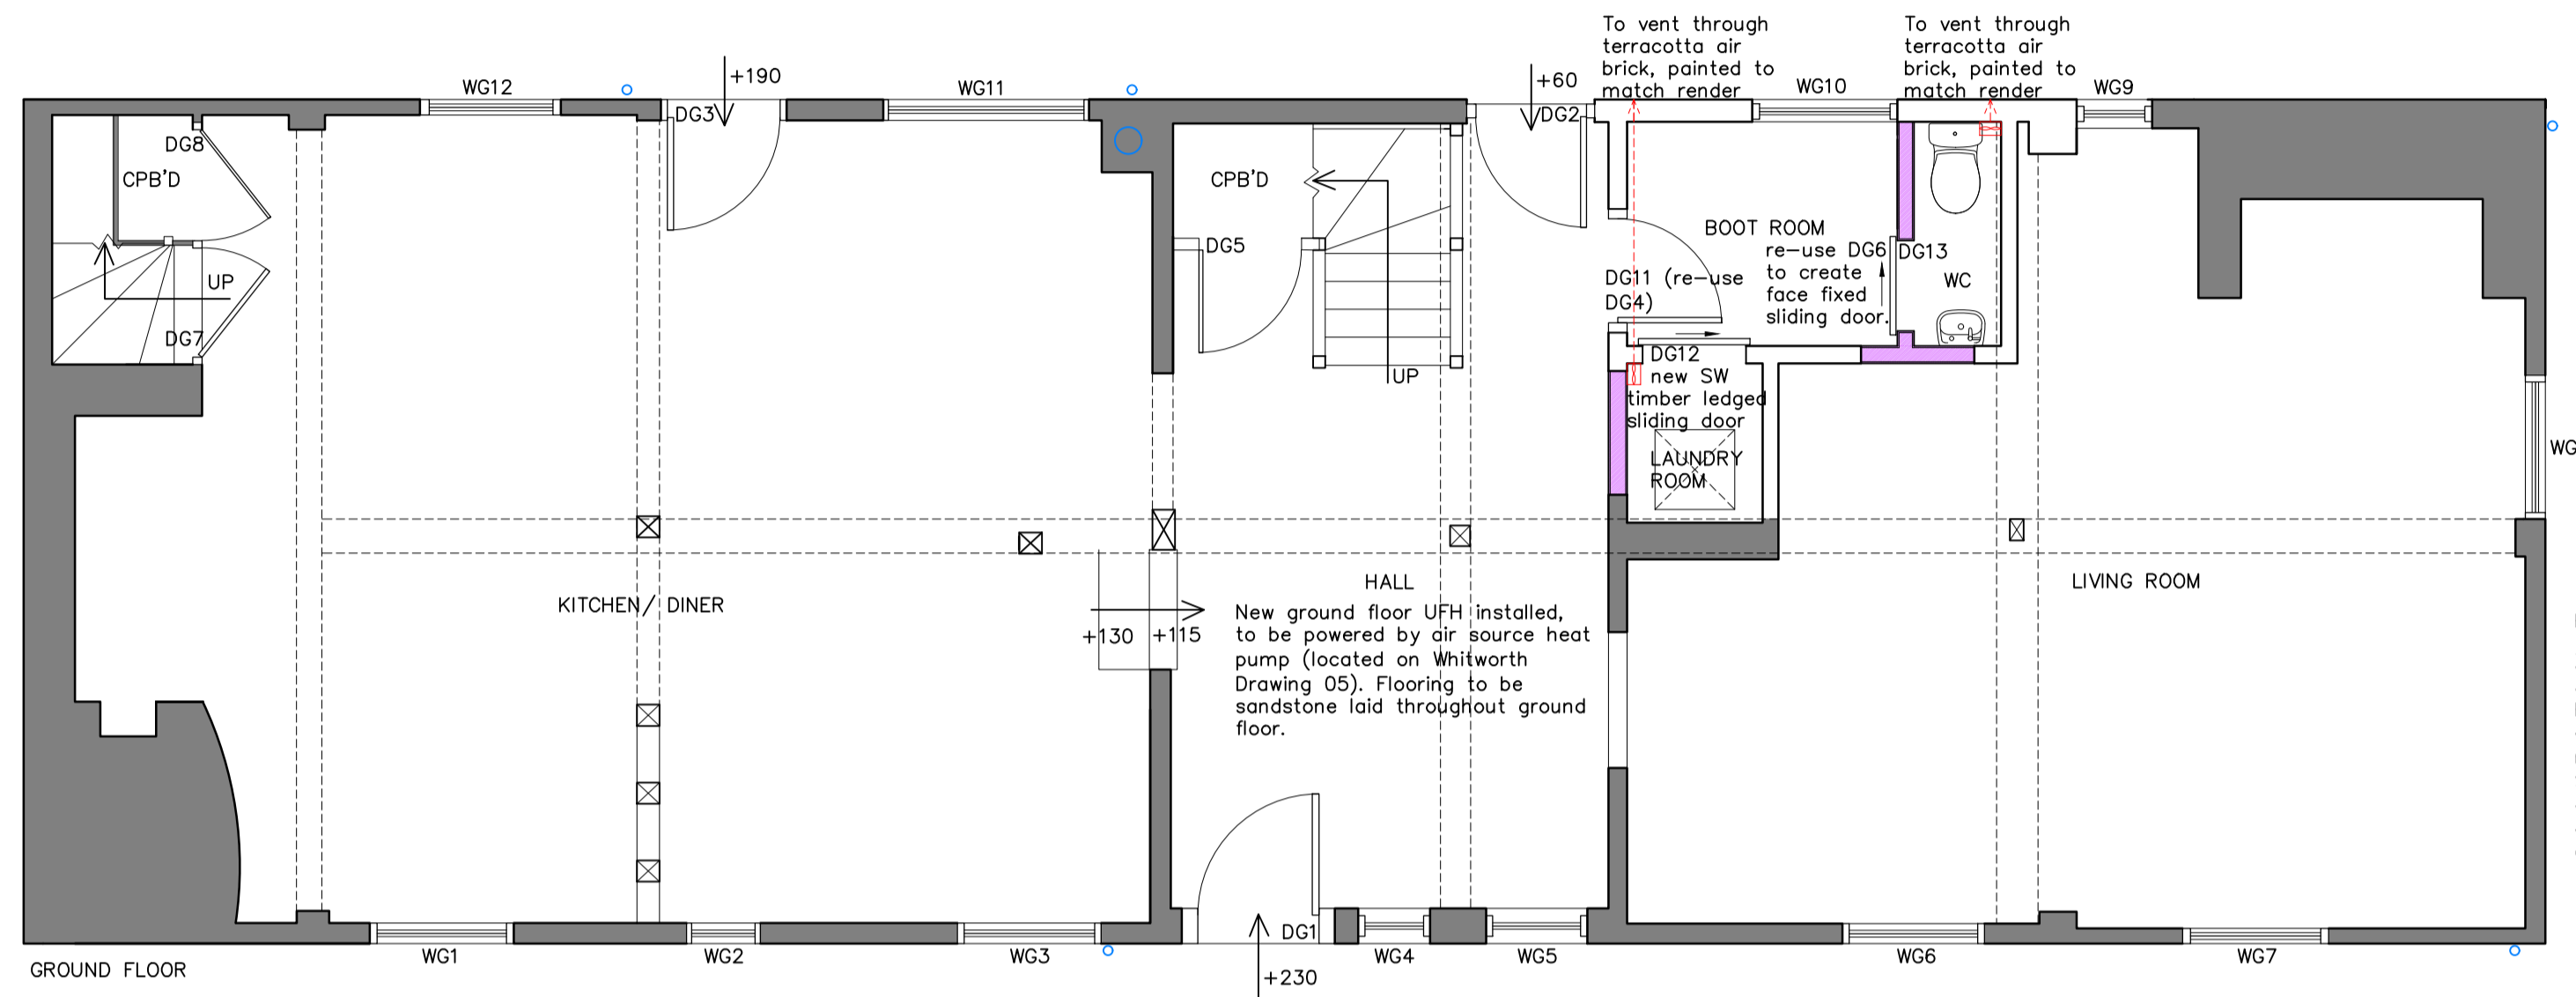 To vent through
terracotta air
brick, painted to
match render
To vent through
terracotta air
brick, painted to
match render
WG12
+190
WG11
+60
WG10
WG9
DG3
DG2
DG8
CPB'D
CPB'D
DG5
BOOT ROOM
re-use DG6
to create
face fixed
sliding door.
DG13
WC
UP
DG11 (re-use
DG4)
DG7
DG12
new SW
timber ledged
sliding door
UP
LAUNDRY
ROOM
WG
KITCHEN/ DINER
HALL
LIVING ROOM
New ground floor UFH installed,
to be powered by air source heat
pump (located on Whitworth
Drawing 05). Flooring to be
sandstone laid throughout ground
floor.
+130
+115
DG1
WG1
WG2
WG3
WG4
WG5
WG6
WG7
GROUND FLOOR
+230